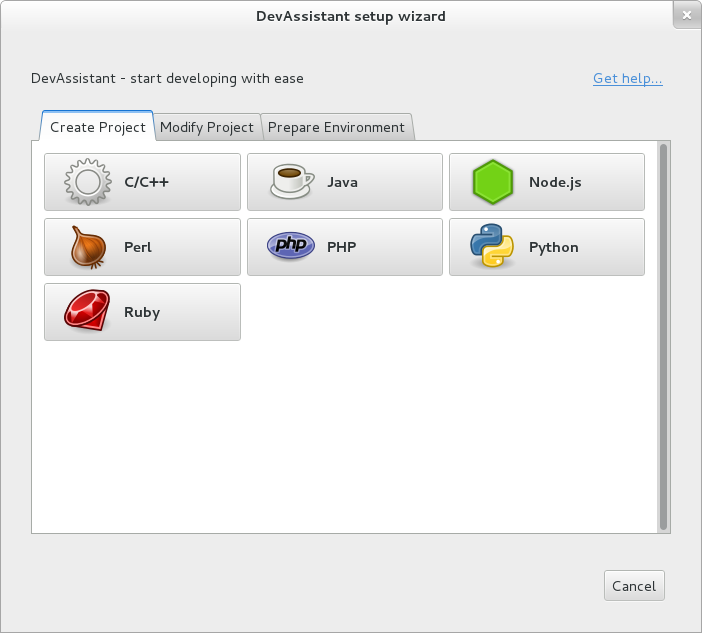 DevAssistant setup wizard
DevAssistant - start developing with ease
Get help...
Create Project
Modify Project
Prepare Environment
C/C++
Java
Node.js
Perl
php
PHP
Python
Ruby
Cancel